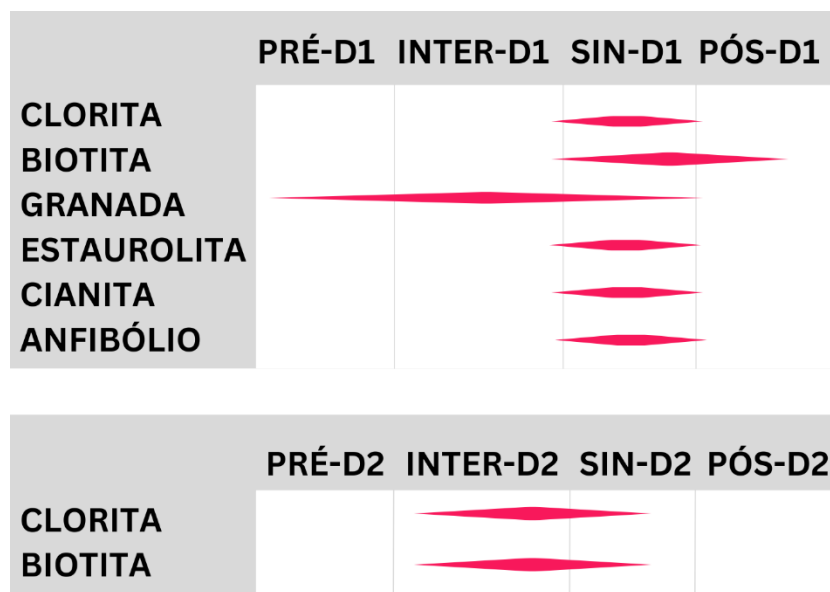 PRÉ-D1 INTER-D1 SIN-D1 PÓS-D1
CLORITA
BIOTITA
GRANADA
ESTAUROLITA
CIANITA
ANFIBÓLIO
PRÉ-D2 INTER-D2 SIN-D2 PÓS-D2
CLORITA
BIOTITA